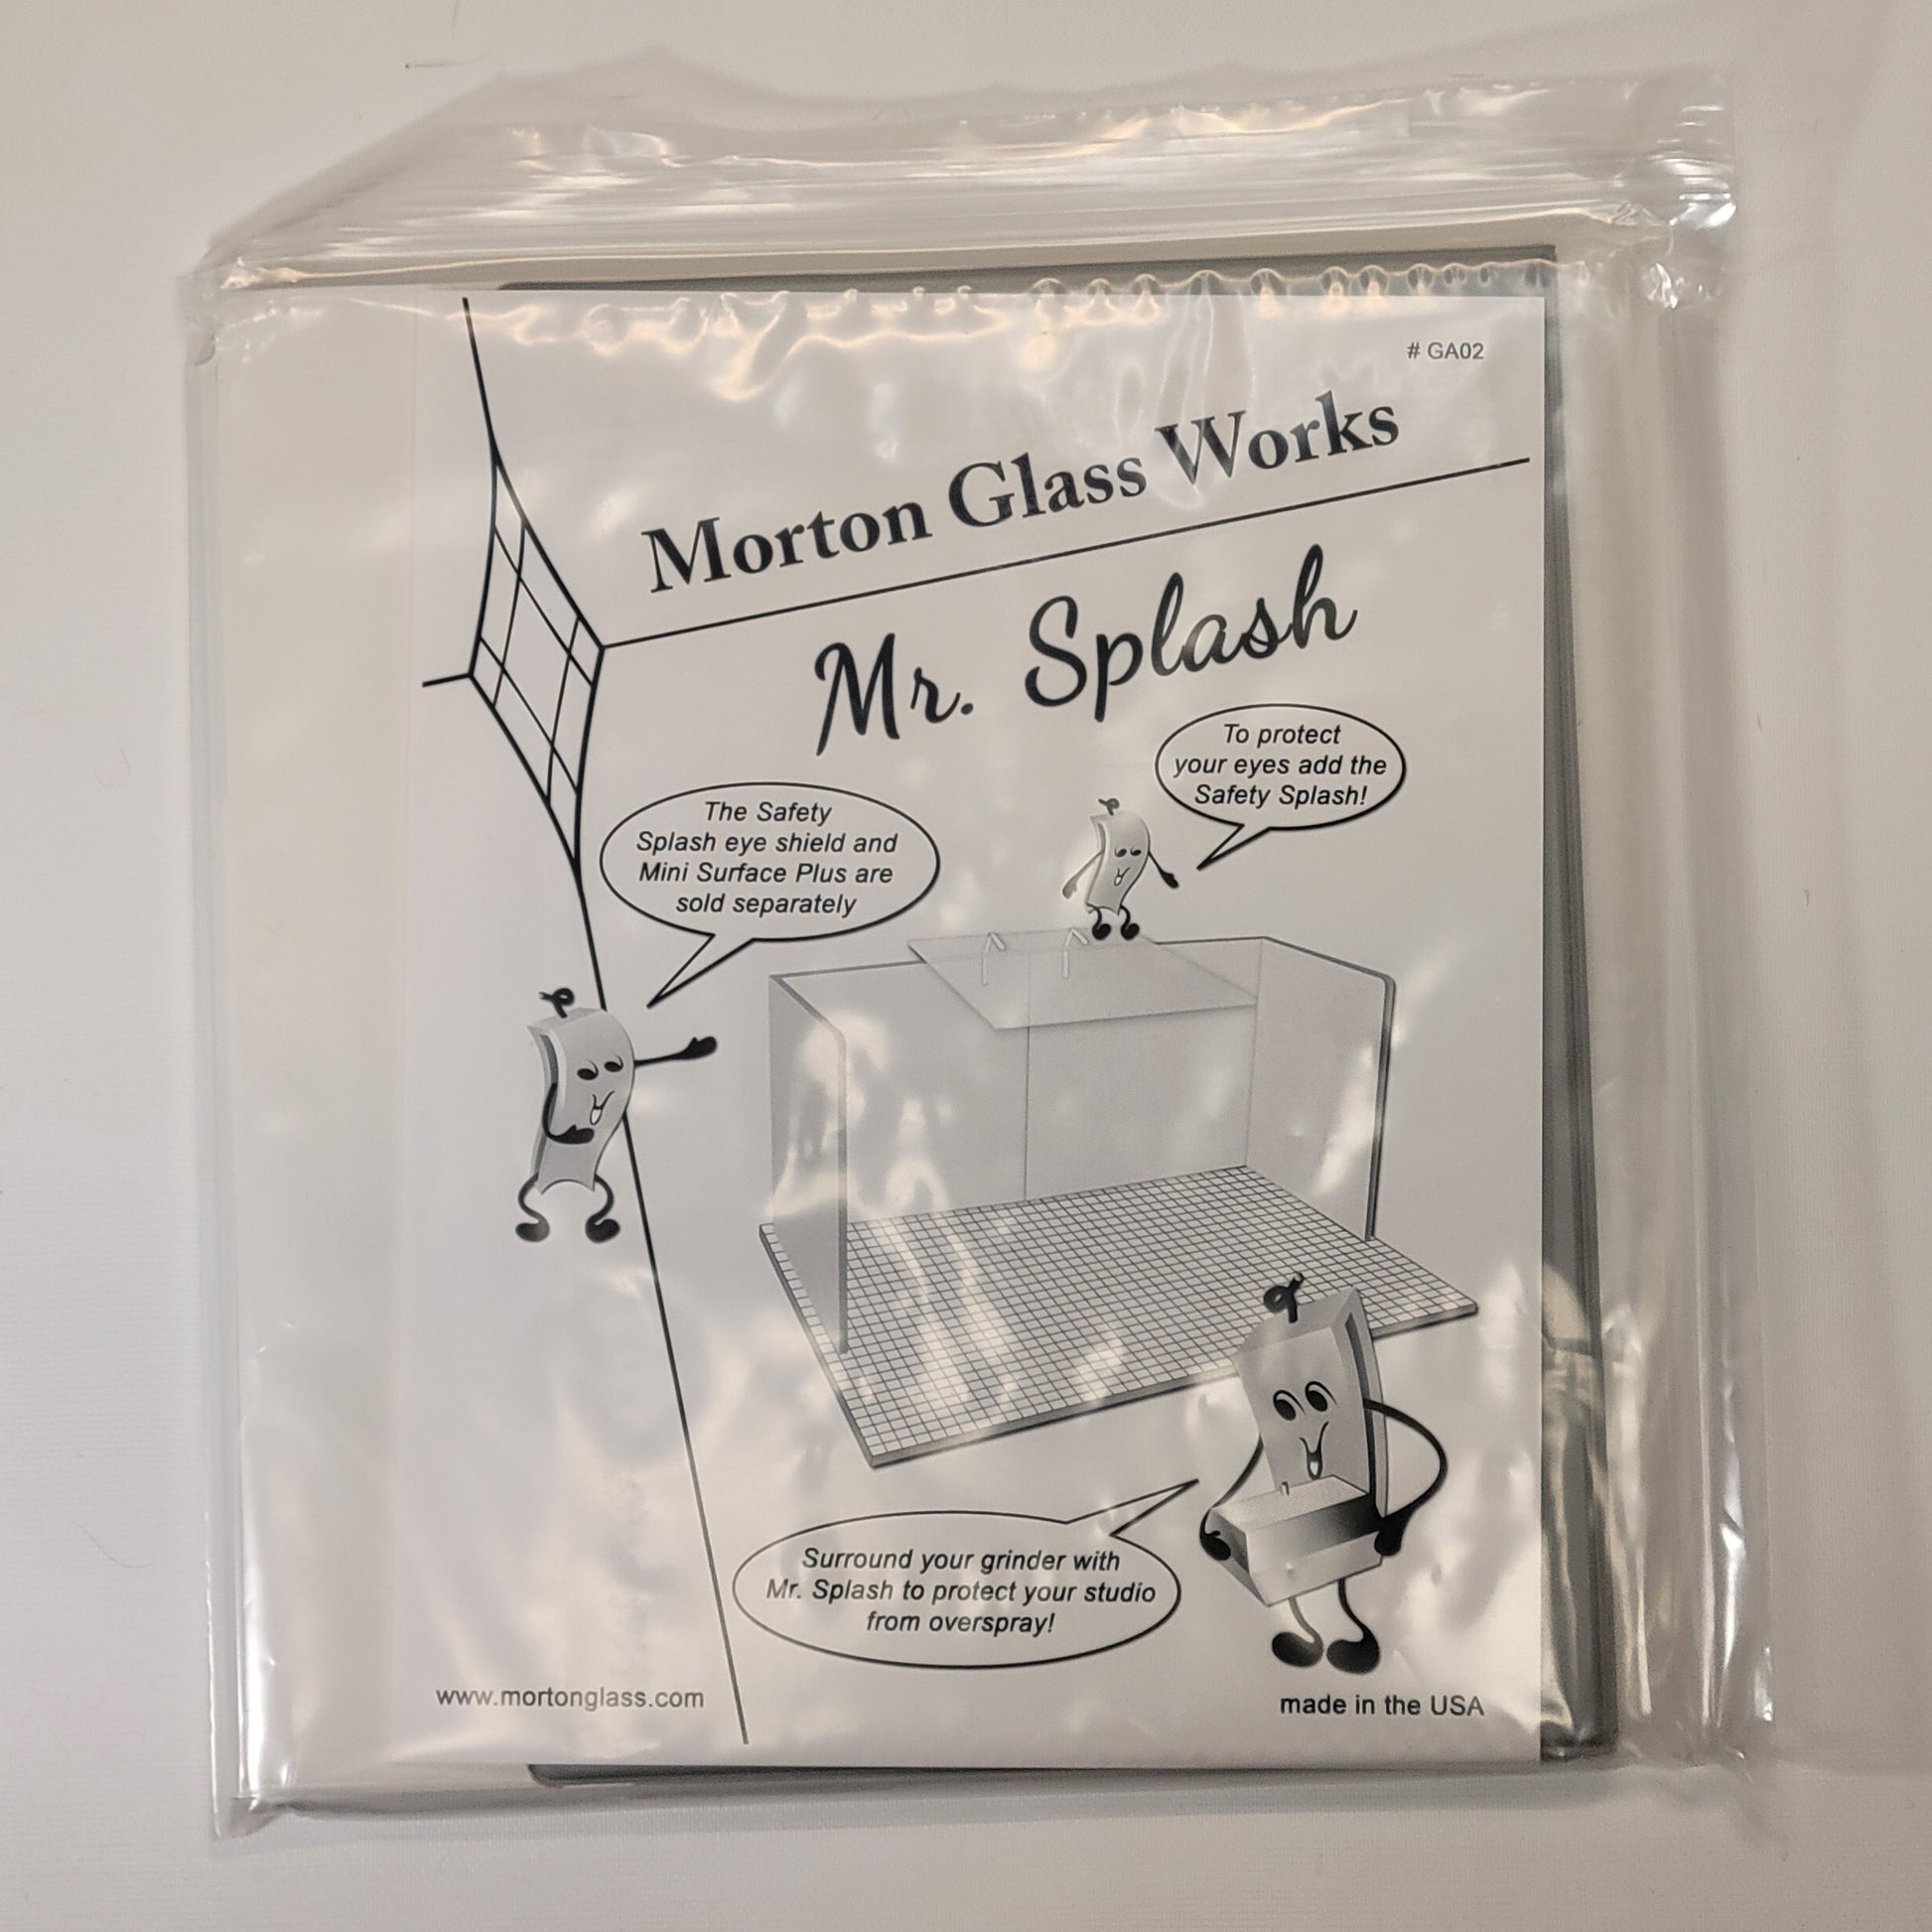 # GA02
Morton Glass Works
Mr. Splash
To protect
your eyes add the
Safety Splash!
The Safety
Splash eye shield and
Mini Surface Plus are
sold separately
Surround your grinder with
Mr. Splash to protect your studio
from overspray!
www.mortonglass.com
made in the USA